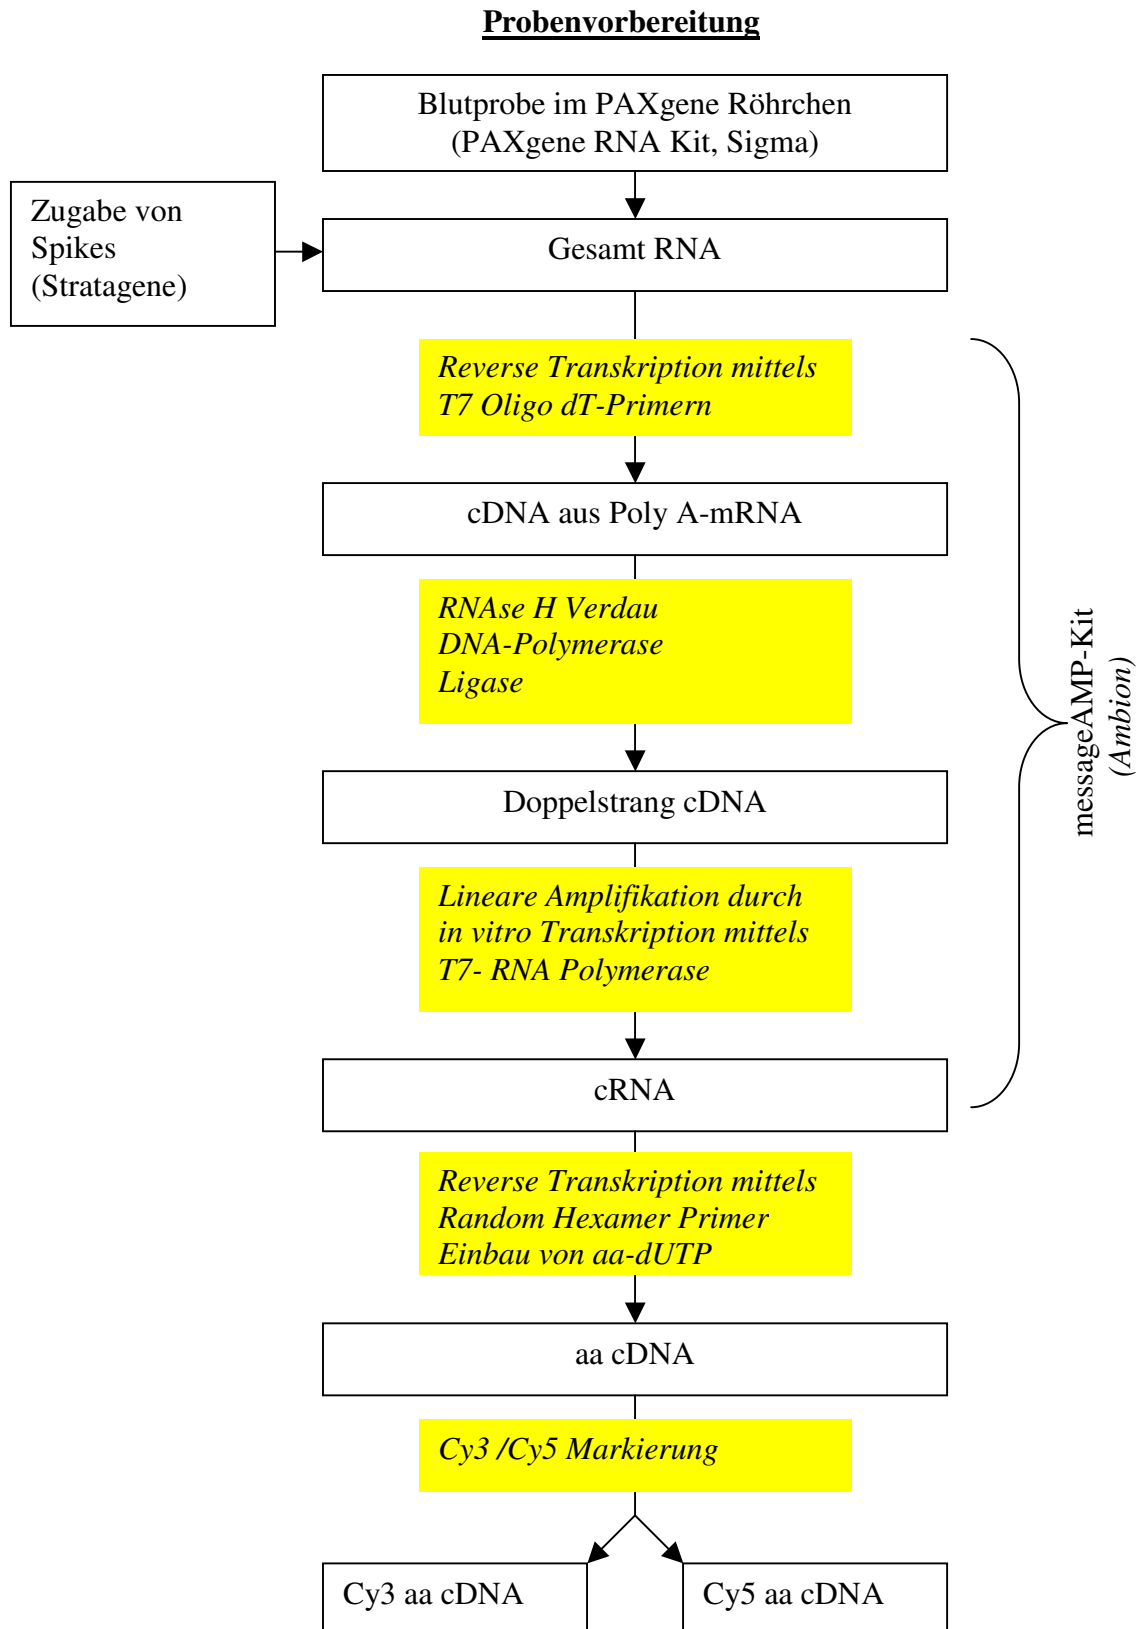 Probenvorbereitung
Blutprobe im PAXgene Röhrchen
(PAXgene RNA Kit, Sigma)
Zugabe von
Spikes
(Stratagene)
Gesamt RNA
Reverse Transkription mittels
T7 Oligo dT-Primern
cDNA aus Poly A-mRNA
RNAse H Verdau
DNA-Polymerase
Ligase
Doppelstrang cDNA
Lineare Amplifikation durch
in vitro Transkription mittels
T7- RNA Polymerase
cRNA
messageAMP-Kit
(Ambion)
Reverse Transkription mittels
Random Hexamer Primer
Einbau von aa-dUTP
aa cDNA
Cy3 /Cy5 Markierung
Cy3 aa cDNA
Cy5 aa cDNA